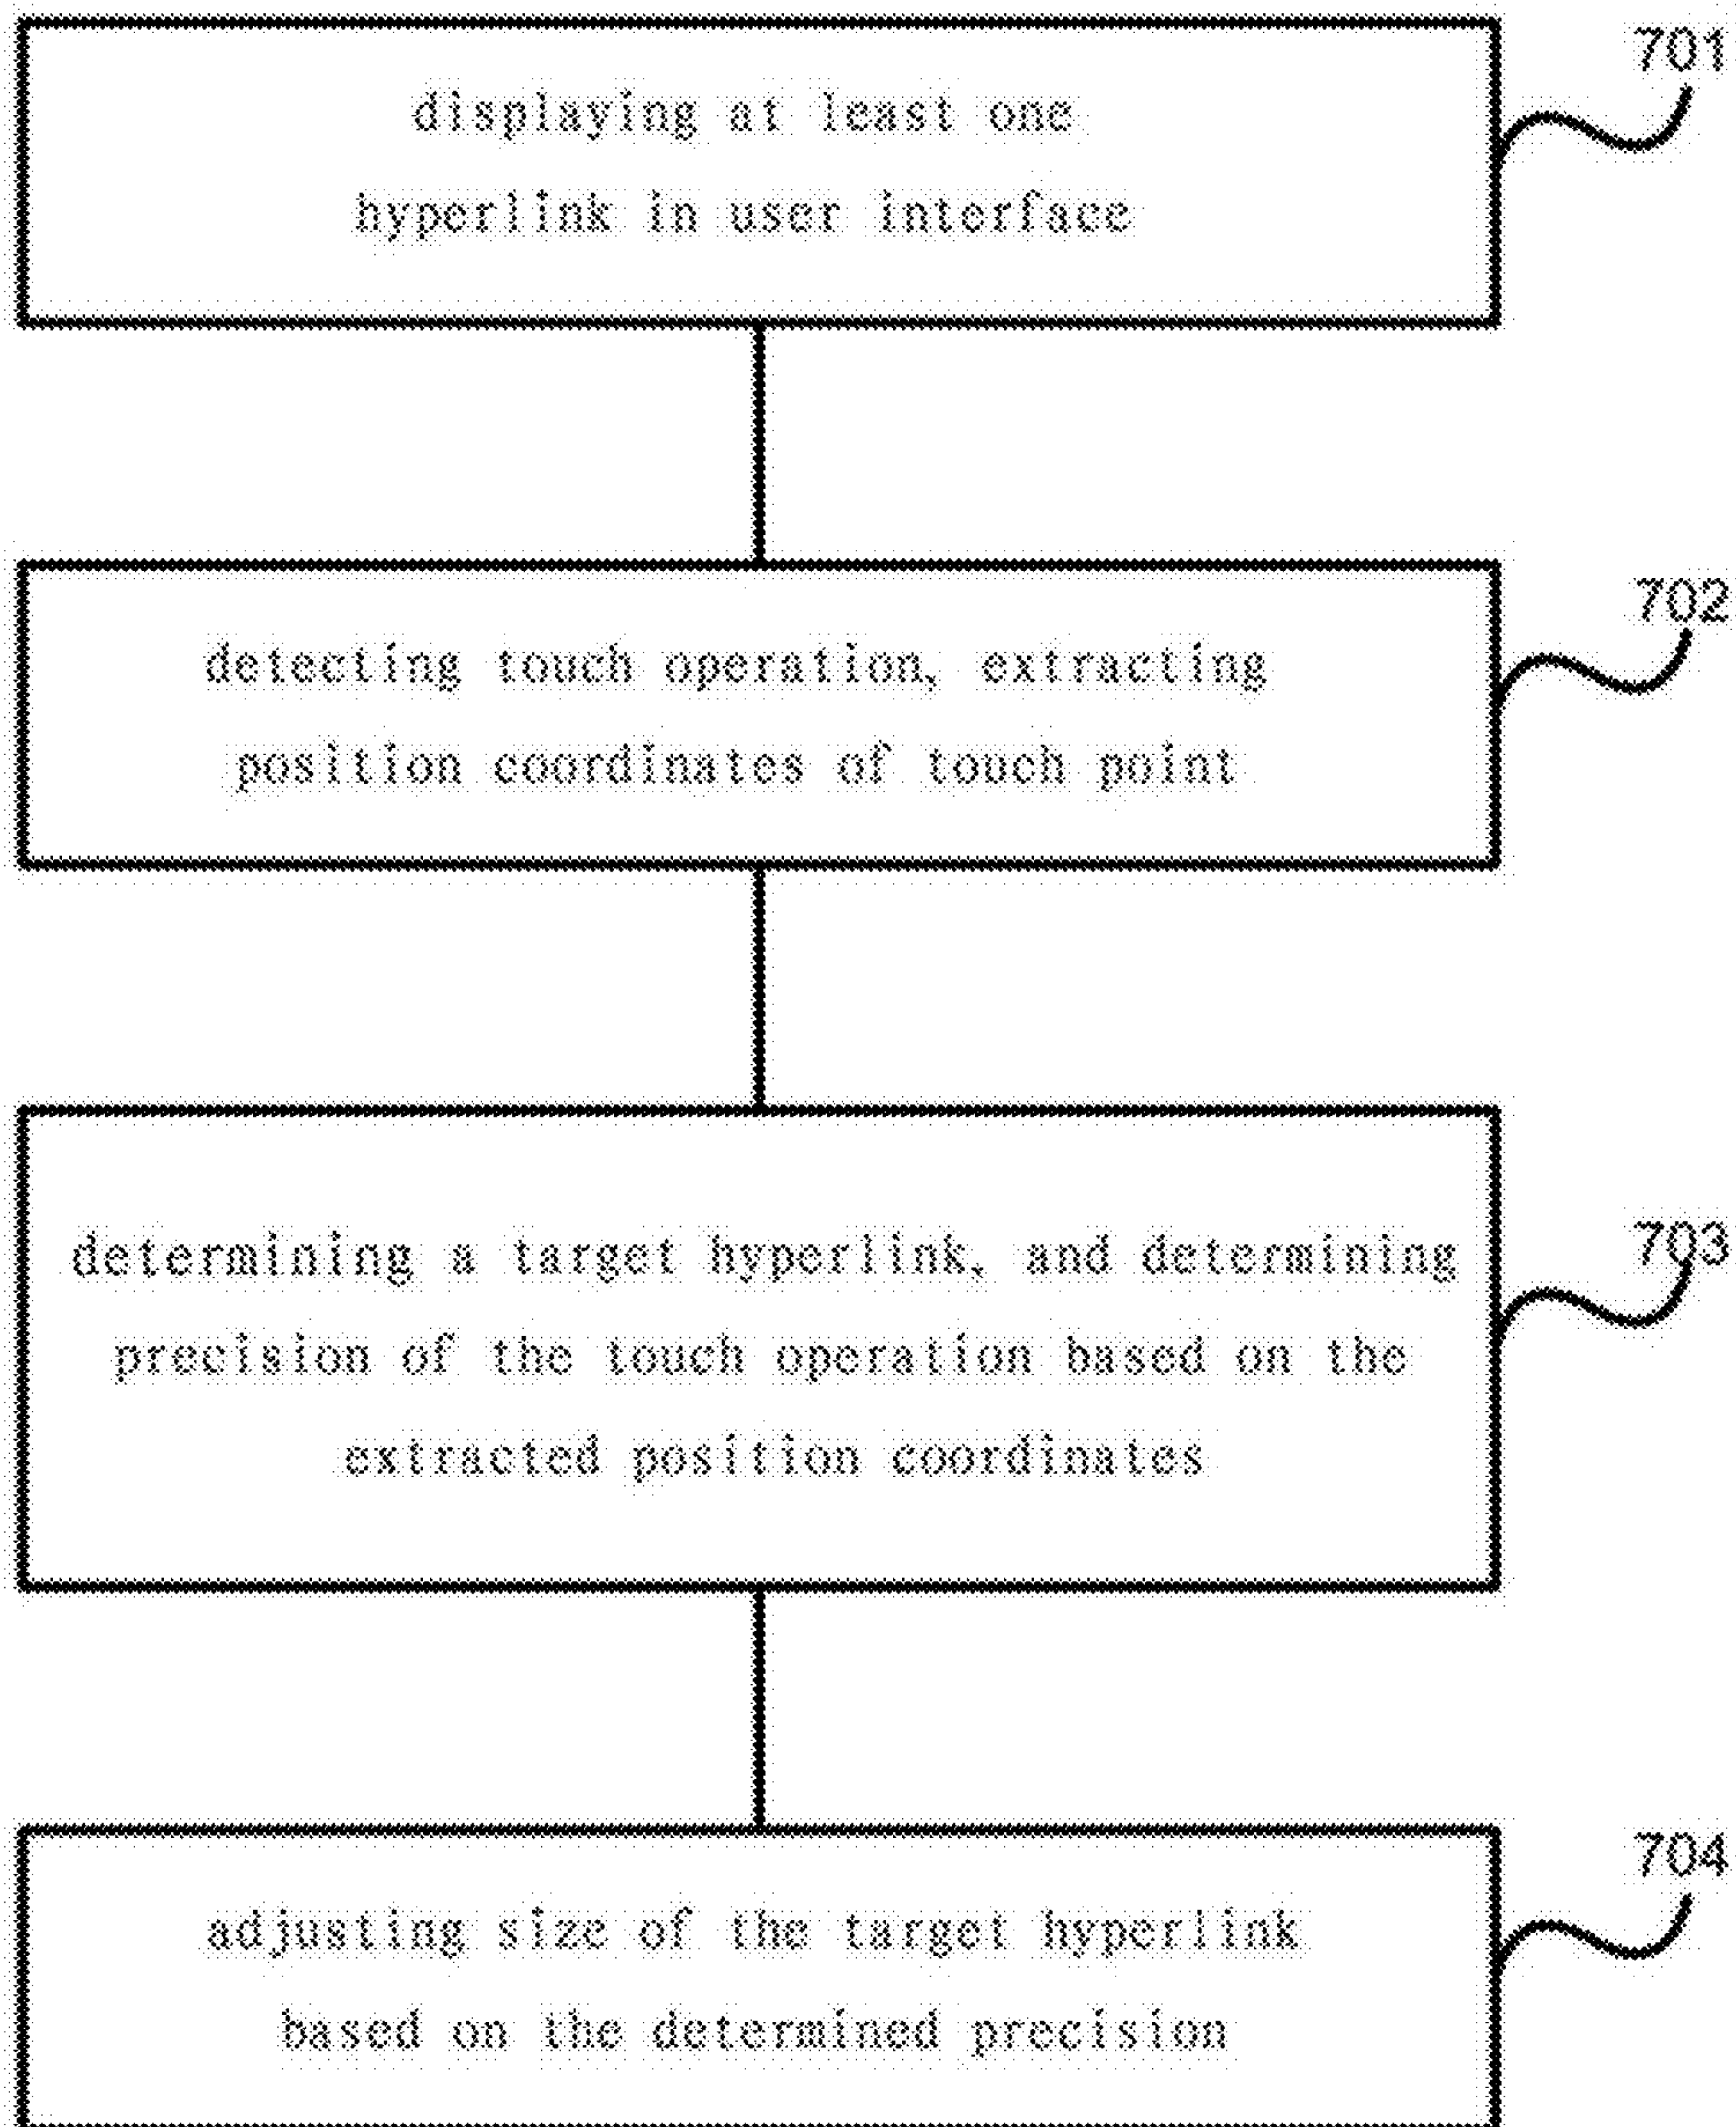 701
displaying at least one
hyperlink in user interface
702
detecting touch operation, extracting
position coordinates of touch point
703
determining a target hyperlink, and determining
precision of the touch operation based on the
extracted position coordinates
704
adjusting size of the target hyperlink
based on the determined precision